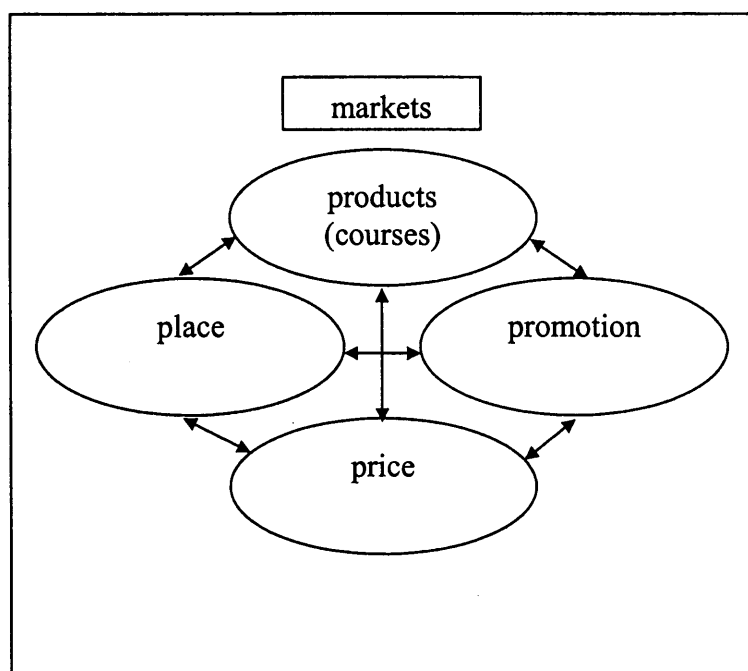 markets
products
(courses)
place
promotion
price